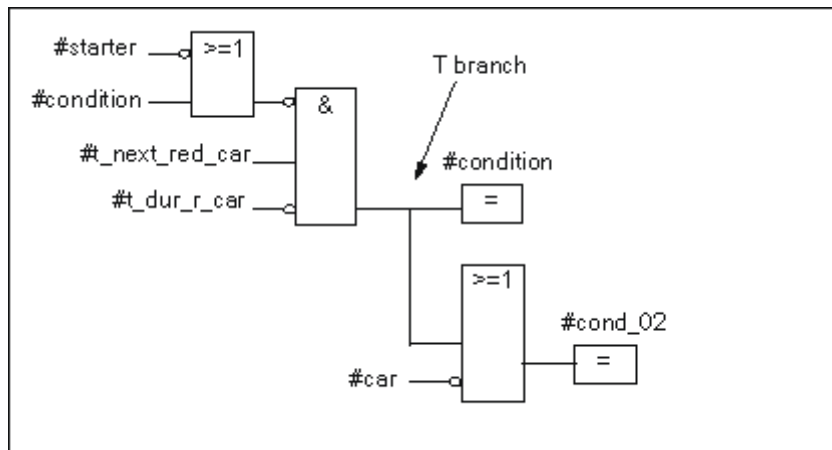 #starter
>=1
#condition
&
T branch
#t_next_red_car
#condition
#t_dur_r_car
=
>=1
#cond_02
=
#car